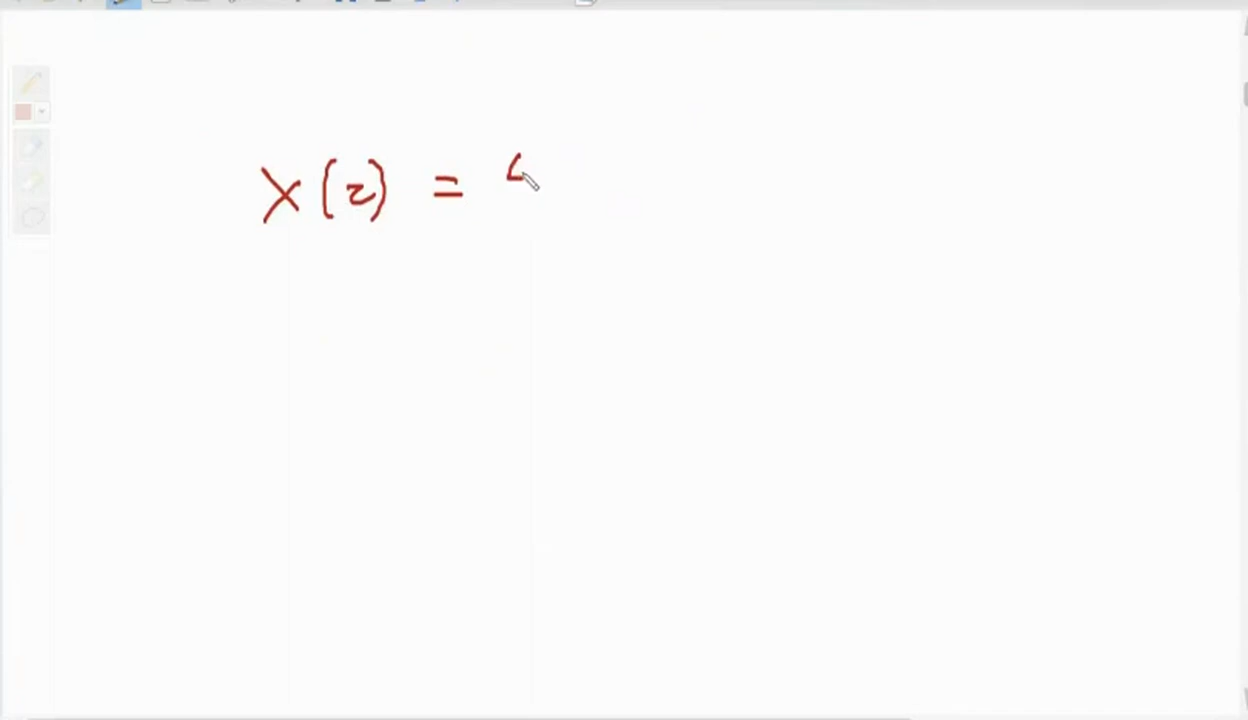 X(z) =